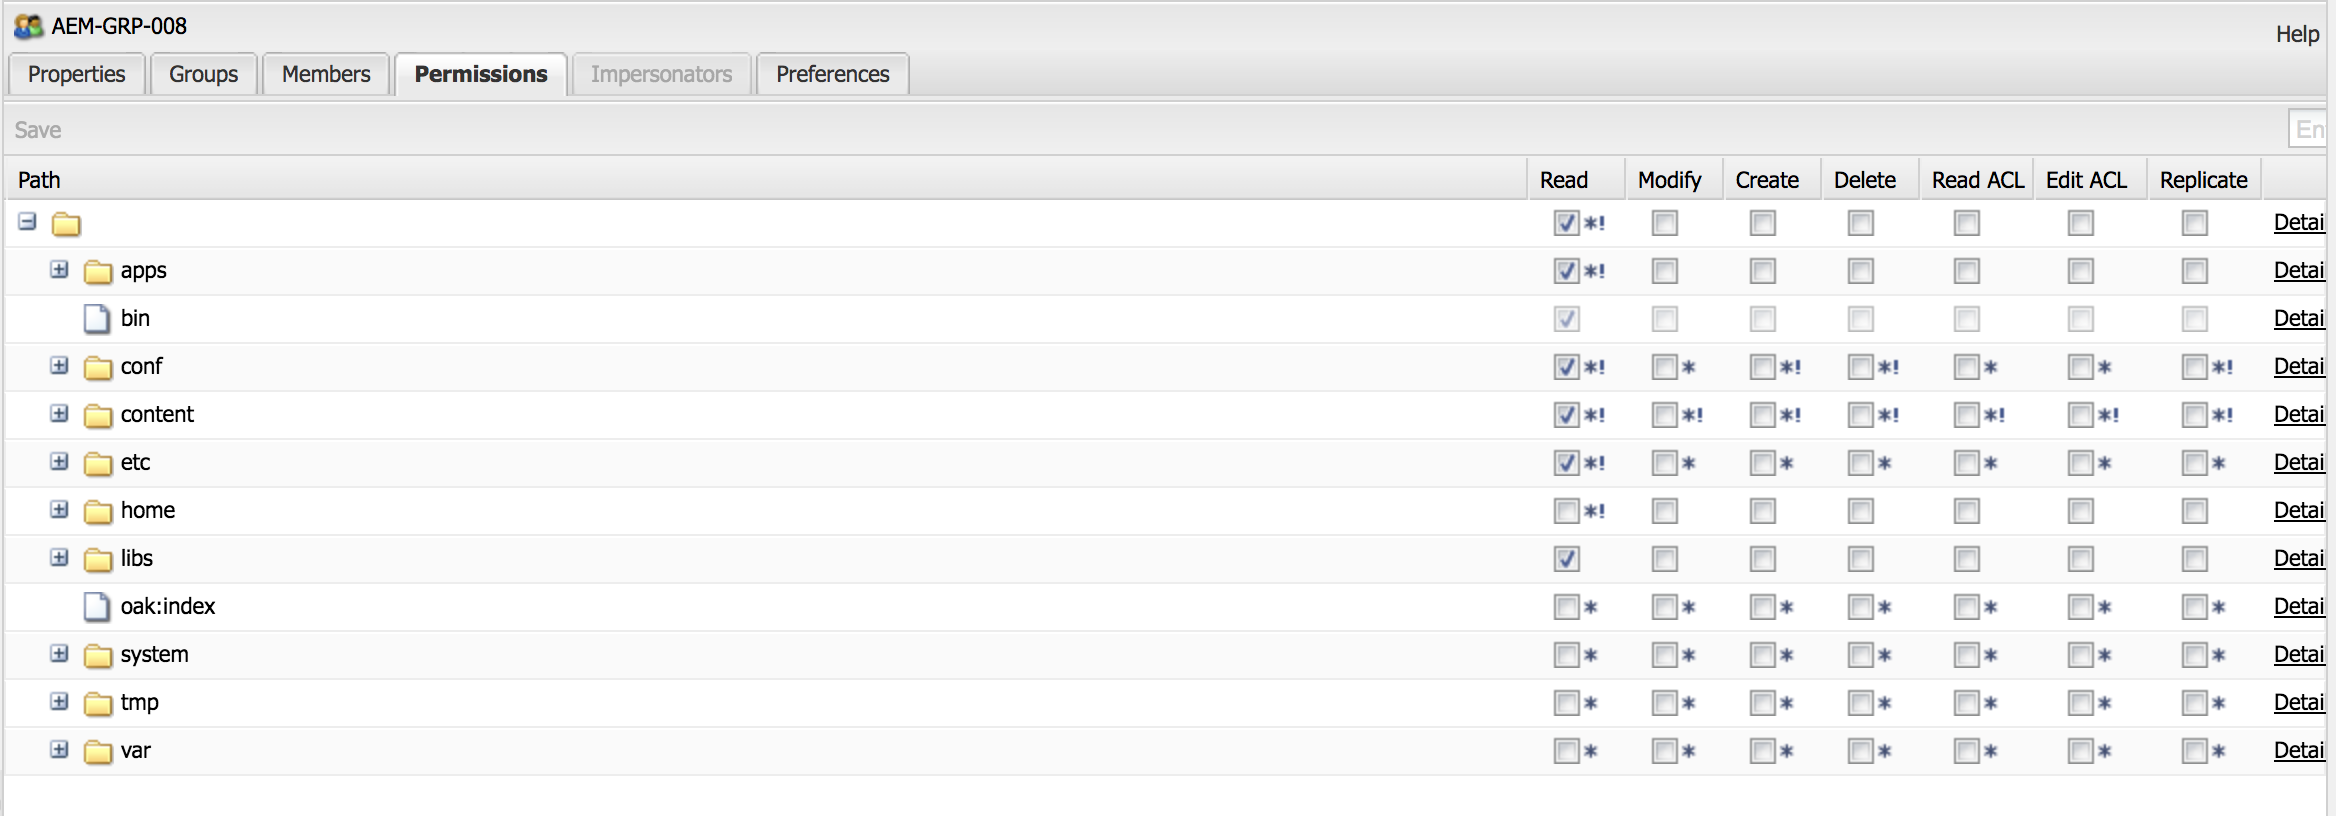 AEM-GRP-008
Help
Properties Groups Members Permissions Impersonators Preferences
Save En
Path Read Modify Create Delete Read ACL Edit ACL Replicate
*! Detai
apps *! Detai
bin Detai
conf *! * *! *! * * *! Detai
content *! *! *! *! *! *! *! Detai
etc *! * * * * * * Detai
home *! Detai
libs Detai
oak:index * * * * * * * Detai
system * * * * * * * Detai
tmp * * * * * * * Detai
var * * * * * * * Detai